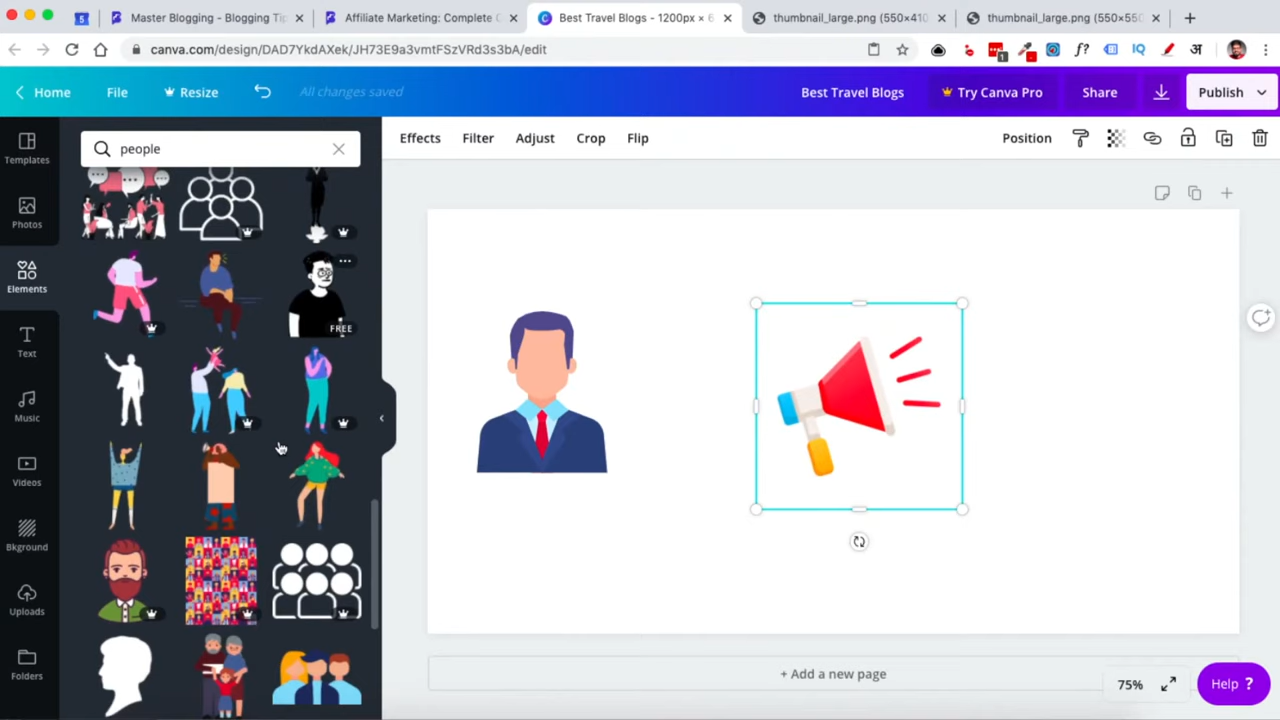 Master Blogging - Blogging Tip
Affiliate Marketing: Complete G
Best Travel Blogs - 1200px × 6
thumbnail_large.png (550×410
thumbnail_large.png (550×550
canva.com/design/DAD7YkdAXek/JH73E9a3vmtFSzVRd3s3bA/edit
1
f?
IQ
अ
Home
File
Resize
All changes saved
Best Travel Blogs
Try Canva Pro
Share
Publish
people
Effects
Filter
Adjust
Crop
Flip
Position
Templates
Photos
Elements
Text
Music
Videos
Bkground
Uploads
Folders
FREE
+ Add a new page
75%
Help ?